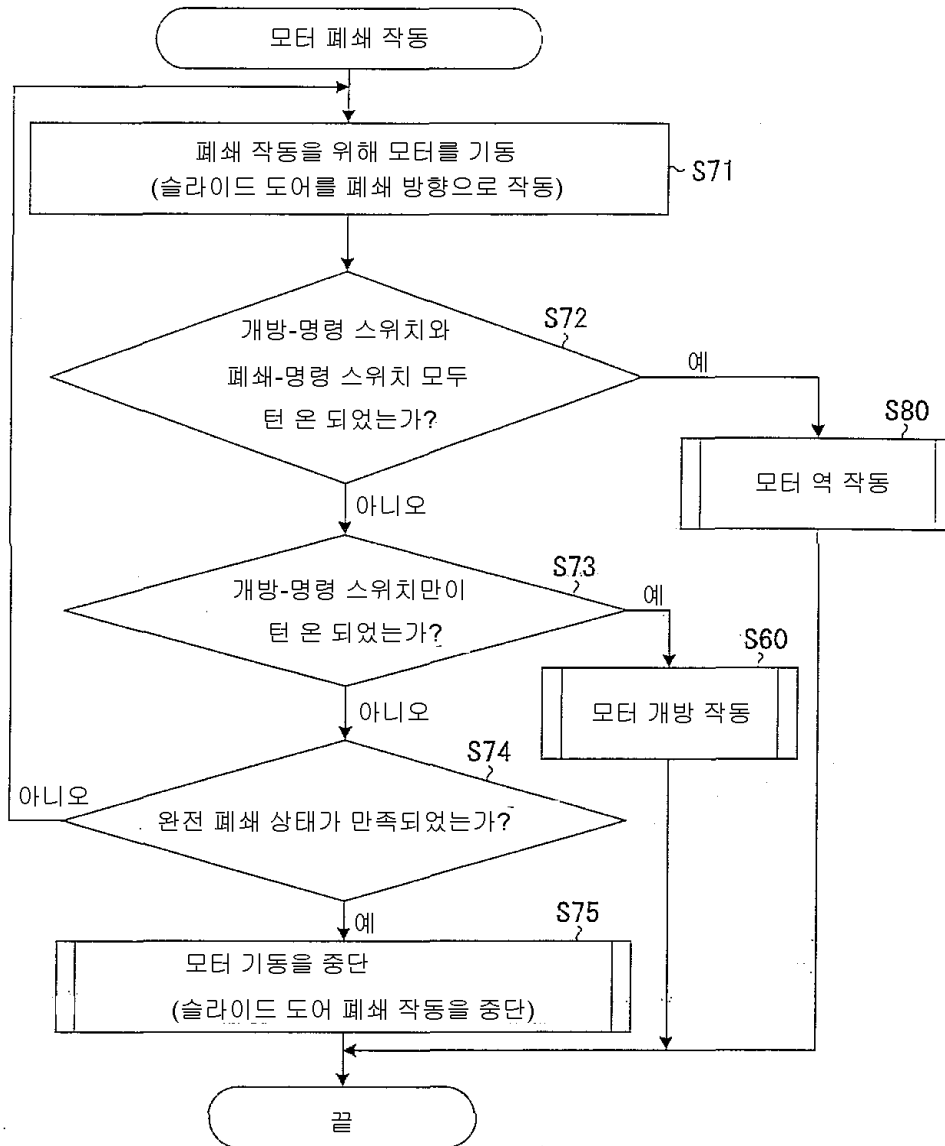 모터 폐쇄 작동
폐쇄 작동을 위해 모터를 기동
(슬라이드 도어를 폐쇄 방향으로 작동)
S71
개방-명령 스위치와
폐쇄-명령 스위치 모두
턴 온 되었는가?
S72
예
S80
모터 역 작동
아니오
개방-명령 스위치만이
턴 온 되었는가?
S73
예
S60
모터 개방 작동
아니오
S74
아니오
완전 폐쇄 상태가 만족되었는가?
예
S75
모터 기동을 중단
(슬라이드 도어 폐쇄 작동을 중단)
끝